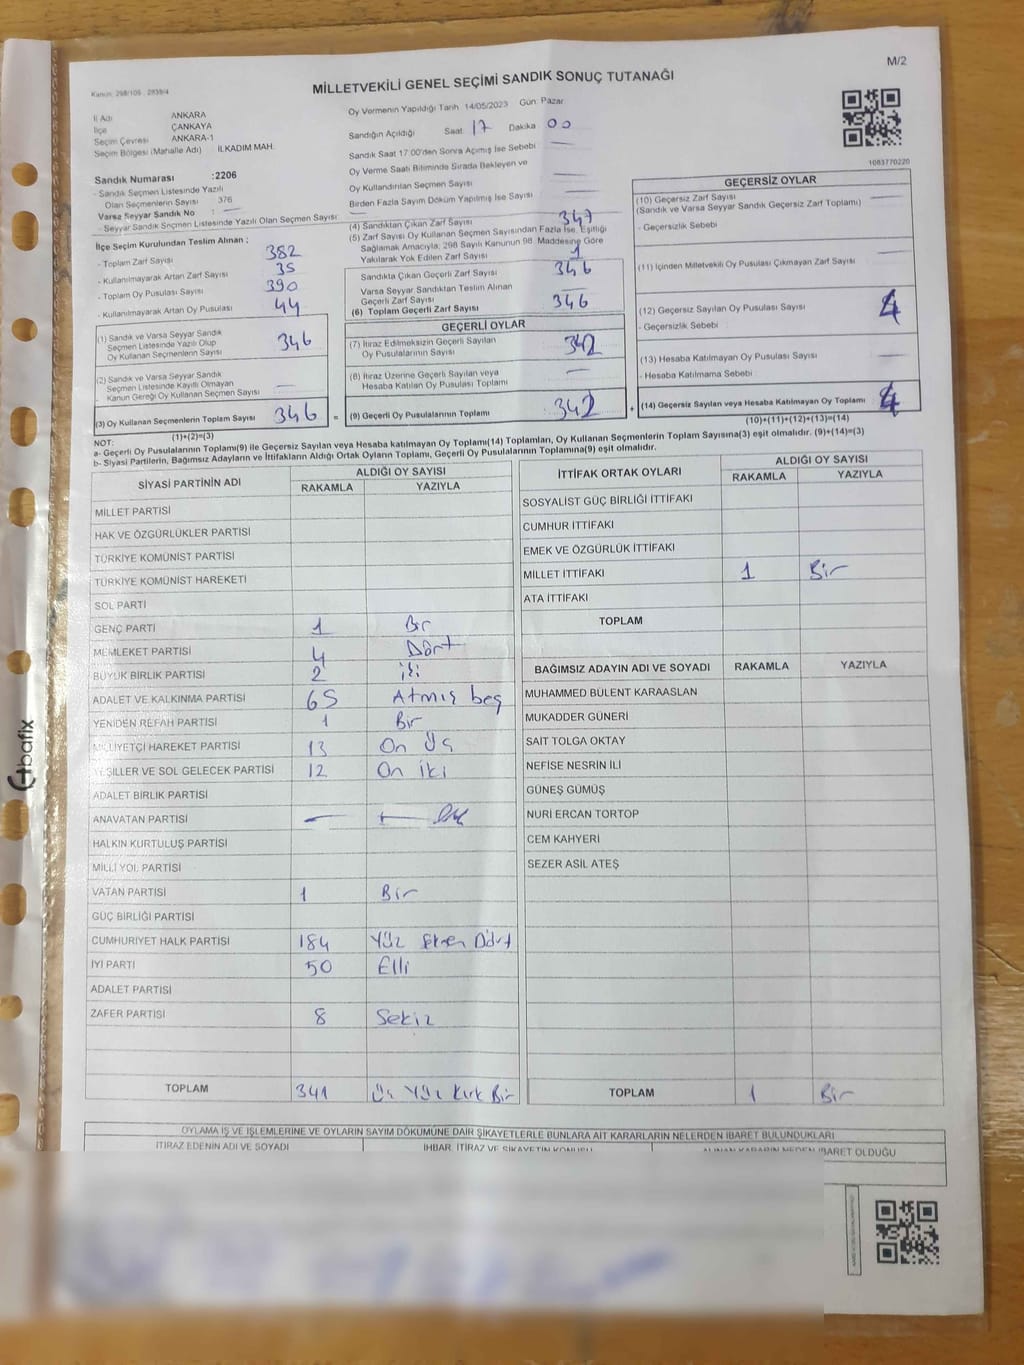 M/2
MİLLETVEKİLİ GENEL SEÇİMİ SANDIK SONUÇ TUTANAĞI
Kanun: 298/105 , 2839/4
İl Adı ANKARA
İlçe ÇANKAYA
Seçim Çevresi ANKARA-1
Seçim Bölgesi (Mahalle Adı) İLKADIM MAH.
Sandık Numarası :2206
- Sandık Seçmen Listesinde Yazılı
Olan Seçmenlerin Sayısı 376
Varsa Seyyar Sandık No : —
- Seyyar Sandık Seçmen Listesinde Yazılı Olan Seçmen Sayısı —
Oy Vermenin Yapıldığı Tarih 14/05/2023 Gün: Pazar
Sandığın Açıldığı Saat 17 Dakika 00
Sandık Saat 17:00'den Sonra Açımış İse Sebebi —
Oy Verme Saati Bitiminde Sırada Bekleyen ve
Oy Kullandırılan Seçmen Sayısı —
Birden Fazla Sayım Döküm Yapılmış İse Sayısı —
1083770220
İlçe Seçim Kurulundan Teslim Alınan ;
- Toplam Zarf Sayısı 382
- Kullanılmayarak Artan Zarf Sayısı 35
- Toplam Oy Pusulası Sayısı 390
- Kullanılmayarak Artan Oy Pusulası 44
(1) Sandık ve Varsa Seyyar Sandık
Seçmen Listesinde Yazılı Olup
Oy Kullanan Seçmenlerin Sayısı 346
(2) Sandık ve Varsa Seyyar Sandık
Seçmen Listesinde Kayıtlı Olmayan
Kanun Gereği Oy Kullanan Seçmen Sayısı —
(3) Oy Kullanan Seçmenlerin Toplam Sayısı 346 =
(1)+(2)=(3)
(4) Sandıktan Çıkan Zarf Sayısı 347
(5) Zarf Sayısı Oy Kullanan Seçmen Sayısından Fazla İse, Eşitliği
Sağlamak Amacıyla, 298 Sayılı Kanunun 98. Maddesine Göre
Yakılarak Yok Edilen Zarf Sayısı 1
Sandıkta Çıkan Geçerli Zarf Sayısı 346
Varsa Seyyar Sandıktan Teslim Alınan
Geçerli Zarf Sayısı —
(6) Toplam Geçerli Zarf Sayısı 346
GEÇERLİ OYLAR
(7) İtiraz Edilmeksizin Geçerli Sayılan
Oy Pusulalarının Sayısı 342
(8) İtiraz Üzerine Geçerli Sayılan veya
Hesaba Katılan Oy Pusulası Toplamı —
(9) Geçerli Oy Pusulalarının Toplamı 342 +
GEÇERSİZ OYLAR
(10) Geçersiz Zarf Sayısı —
(Sandık ve Varsa Seyyar Sandık Geçersiz Zarf Toplamı)
- Geçersizlik Sebebi
(11) İçinden Milletvekili Oy Pusulası Çıkmayan Zarf Sayısı —
(12) Geçersiz Sayılan Oy Pusulası Sayısı 4
- Geçersizlik Sebebi
(13) Hesaba Katılmayan Oy Pusulası Sayısı —
- Hesaba Katılmama Sebebi
(14) Geçersiz Sayılan veya Hesaba Katılmayan Oy Toplamı 4
(10)+(11)+(12)+(13)=(14)
NOT:
a- Geçerli Oy Pusulalarının Toplamı(9) ile Geçersiz Sayılan veya Hesaba katılmayan Oy Toplamı(14) Toplamları, Oy Kullanan Seçmenlerin Toplam Sayısına(3) eşit olmalıdır. (9)+(14)=(3)
b- Siyasi Partilerin, Bağımsız Adayların ve İttifakların Aldığı Ortak Oyların Toplamı, Geçerli Oy Pusulalarının Toplamına(9) eşit olmalıdır.
SİYASİ PARTİNİN ADI ALDIĞI OY SAYISI
RAKAMLA YAZIYLA
MİLLET PARTİSİ
HAK VE ÖZGÜRLÜKLER PARTİSİ
TÜRKİYE KOMÜNİST PARTİSİ
TÜRKİYE KOMÜNİST HAREKETİ
SOL PARTİ
GENÇ PARTİ 1 Bir
MEMLEKET PARTİSİ 4 Dört
BÜYÜK BİRLİK PARTİSİ 2 iki
ADALET VE KALKINMA PARTİSİ 65 Atmış beş
YENİDEN REFAH PARTİSİ 1 Bir
MİLLİYETÇİ HAREKET PARTİSİ 13 On Üç
YEŞİLLER VE SOL GELECEK PARTİSİ 12 On iki
ADALET BİRLİK PARTİSİ
ANAVATAN PARTİSİ — —
HALKIN KURTULUŞ PARTİSİ
MİLLİ YOL PARTİSİ
VATAN PARTİSİ 1 Bir
GÜÇ BİRLİĞİ PARTİSİ
CUMHURİYET HALK PARTİSİ 184 Yüz Seksen Dört
İYİ PARTİ 50 Elli
ADALET PARTİSİ
ZAFER PARTİSİ 8 Sekiz
TOPLAM 341 Üç Yüz Kırk Bir
İTTİFAK ORTAK OYLARI ALDIĞI OY SAYISI
RAKAMLA YAZIYLA
SOSYALİST GÜÇ BİRLİĞİ İTTİFAKI
CUMHUR İTTİFAKI
EMEK VE ÖZGÜRLÜK İTTİFAKI
MİLLET İTTİFAKI 1 Bir
ATA İTTİFAKI
TOPLAM
BAĞIMSIZ ADAYIN ADI VE SOYADI RAKAMLA YAZIYLA
MUHAMMED BÜLENT KARAASLAN
MUKADDER GÜNERİ
SAİT TOLGA OKTAY
NEFİSE NESRİN İLİ
GÜNEŞ GÜMÜŞ
NURİ ERCAN TORTOP
CEM KAHYERİ
SEZER ASİL ATEŞ
TOPLAM 1 Bir
OYLAMA İŞ VE İŞLEMLERİNE VE OYLARIN SAYIM DÖKÜMÜNE DAİR ŞİKAYETLERLE BUNLARA AİT KARARLARIN NELERDEN İBARET BULUNDUKLARI
İTİRAZ EDENİN ADI VE SOYADI İHBAR, İTİRAZ VE ŞİKAYETİN KONUSU ALINAN KARARIN NEDEN İBARET OLDUĞU
bafix